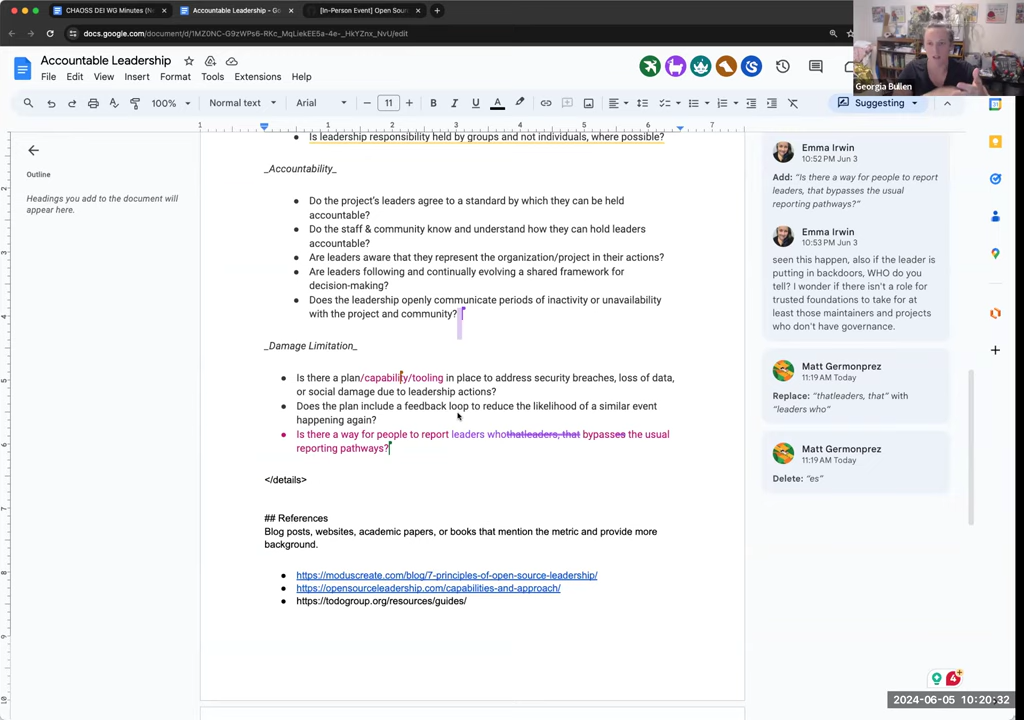 CHAOSS DEI WG Minutes (N
Accountable Leadership - Go
[In-Person Event] Open Sour
docs.google.com/document/d/1MZ0NC-G9zWPs6-RKc_MqLiekEE5a-4e-_HkYZnx_NvU/edit
Georgia Bullen
Accountable Leadership
File Edit View Insert Format Tools Extensions Help
100% Normal text Arial 11 Suggesting
1 1 2 3 4 5 6 7
Outline
Headings you add to the document will
appear here.
Is leadership responsibility held by groups and not individuals, where possible?
_Accountability_
Do the project's leaders agree to a standard by which they can be held
accountable?
Do the staff & community know and understand how they can hold leaders
accountable?
Are leaders aware that they represent the organization/project in their actions?
Are leaders following and continually evolving a shared framework for
decision-making?
Does the leadership openly communicate periods of inactivity or unavailability
with the project and community?
_Damage Limitation_
Is there a plan/capability/tooling in place to address security breaches, loss of data,
or social damage due to leadership actions?
Does the plan include a feedback loop to reduce the likelihood of a similar event
happening again?
Is there a way for people to report leaders whothatleaders, that bypasses the usual
reporting pathways?
</details>
## References
Blog posts, websites, academic papers, or books that mention the metric and provide more
background.
https://moduscreate.com/blog/7-principles-of-open-source-leadership/
https://opensourceleadership.com/capabilities-and-approach/
https://todogroup.org/resources/guides/
Emma Irwin
10:52 PM Jun 3
Add: "Is there a way for people to report
leaders, that bypasses the usual
reporting pathways?"
Emma Irwin
10:53 PM Jun 3
seen this happen, also if the leader is
putting in backdoors, WHO do you
tell? I wonder if there isn't a role for
trusted foundations to take for at
least those maintainers and projects
who don't have governance.
Matt Germonprez
11:19 AM Today
Replace: "thatleaders, that" with
"leaders who"
Matt Germonprez
11:19 AM Today
Delete: "es"
4
2024-06-05 10:20:32